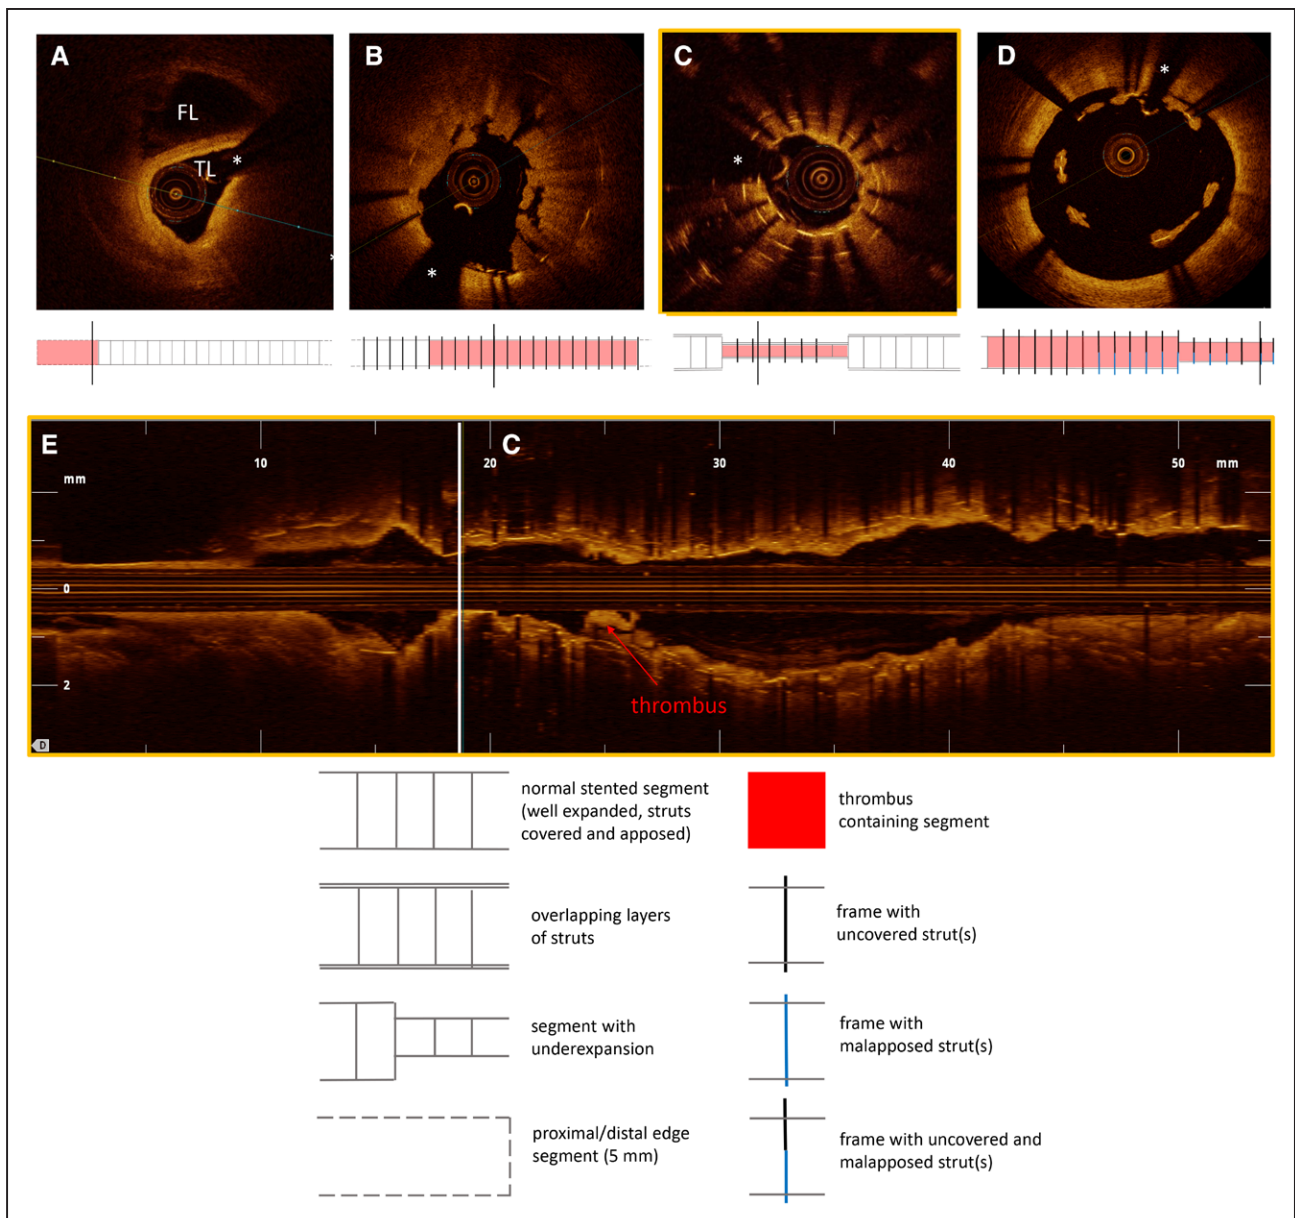 A
FL
TL
*
B
*
C
*
D
*
E
C
10
20
30
40
50
mm
mm
0
2
thrombus
D
normal stented segment
(well expanded, struts
covered and apposed)
overlapping layers
of struts
segment with
underexpansion
proximal/distal edge
segment (5 mm)
thrombus
containing segment
frame with
uncovered strut(s)
frame with
malapposed strut(s)
frame with uncovered and
malapposed strut(s)